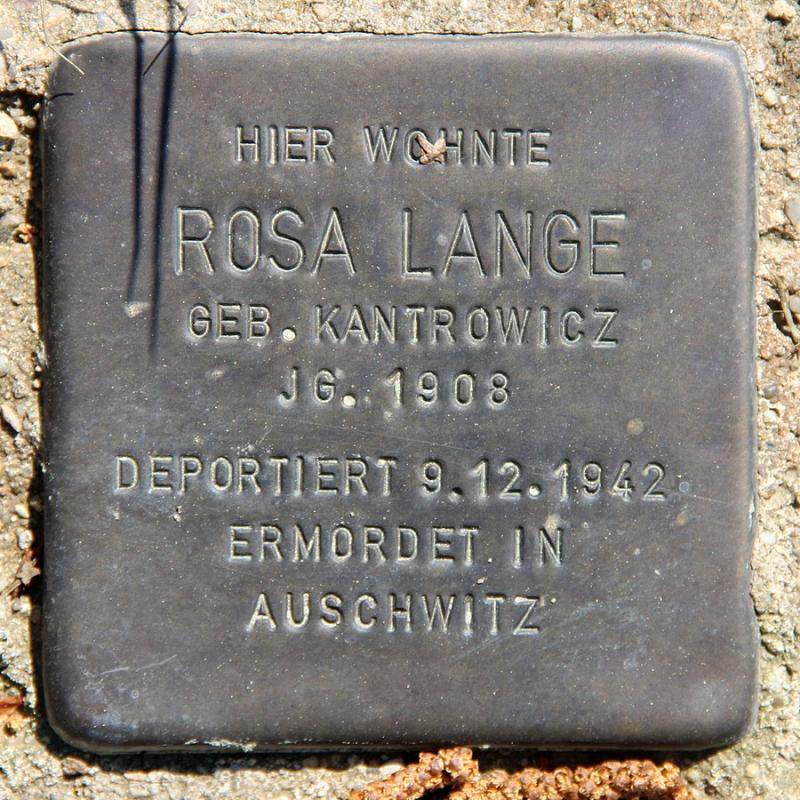 HIER WOHNTE
ROSA LANGE
GEB. KANTROWICZ
JG. 1908
DEPORTIERT 9.12.1942
ERMORDET IN
AUSCHWITZ